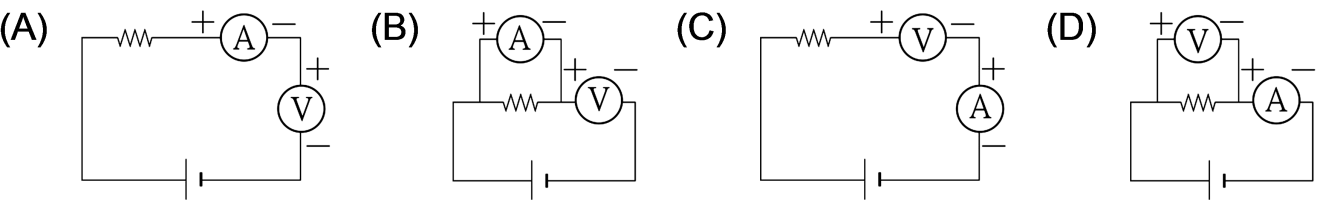 (A) + A − + V −
(B) + A − + V −
(C) + V − + A −
(D) + V − + A −